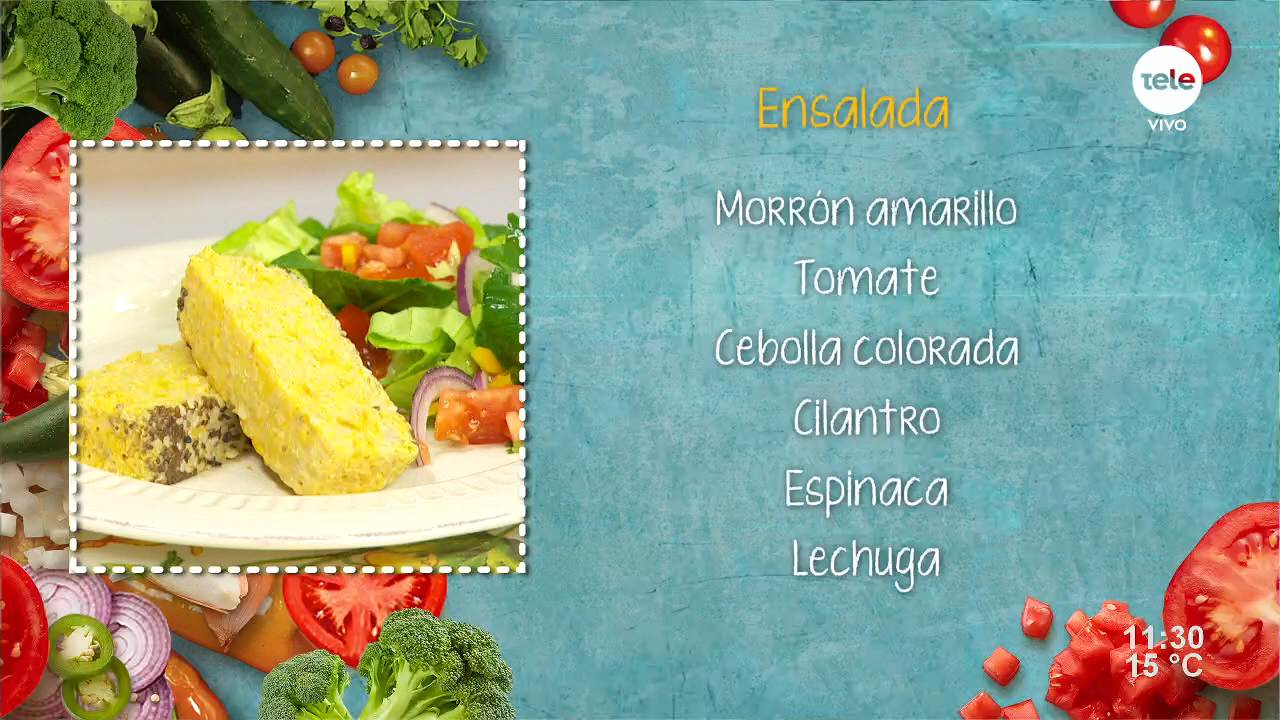 Ensalada
tele
VIVO
Morrón amarillo
Tomate
Cebolla colorada
Cilantro
Espinaca
Lechuga
11:30
15 °C